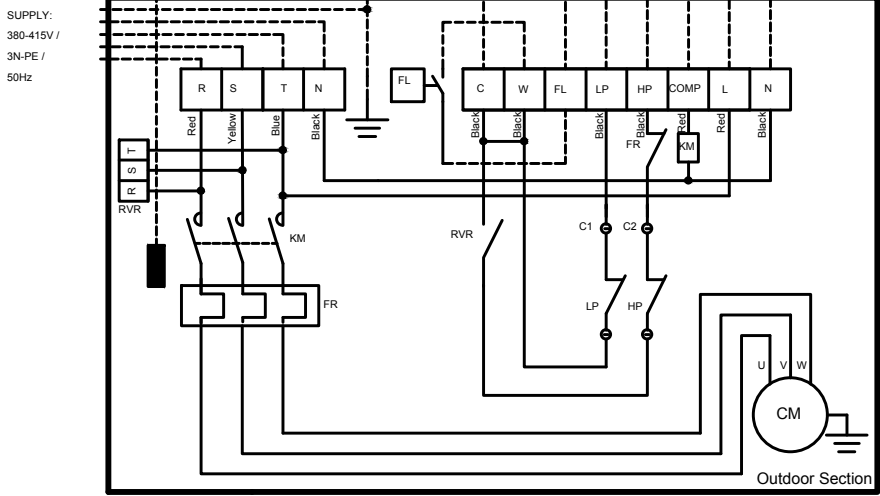 SUPPLY:
380-415V /
3N-PE /
50Hz
R S T N
FL
C W FL LP HP COMP L N
Red
Yellow
Blue
Black
Black
Black
Black
Black
Red
Red
Black
FR
KM
T
S
R
RVR
KM
RVR
C1
C2
FR
LP
HP
U V W
CM
Outdoor Section